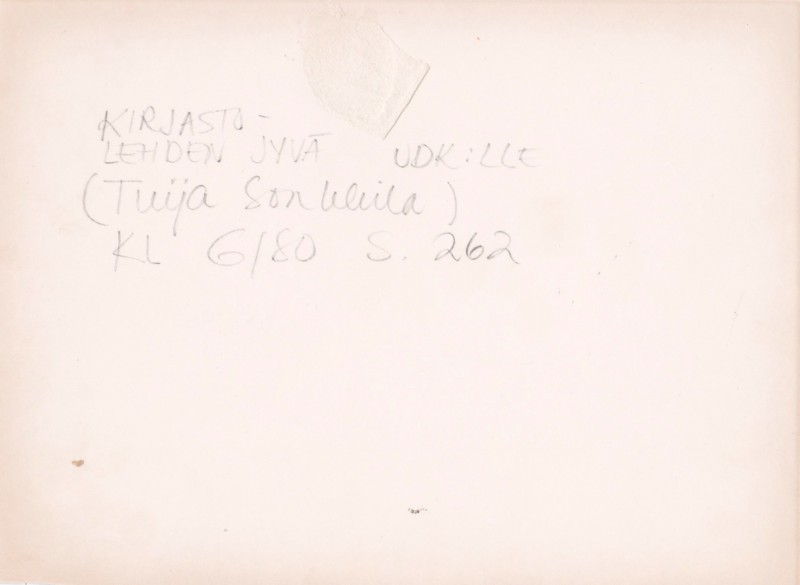 KIRJASTO-
LEHDEN JYVÄ UDK:LLE
(Tuija Sonkkila)
KL 6/80 S. 262